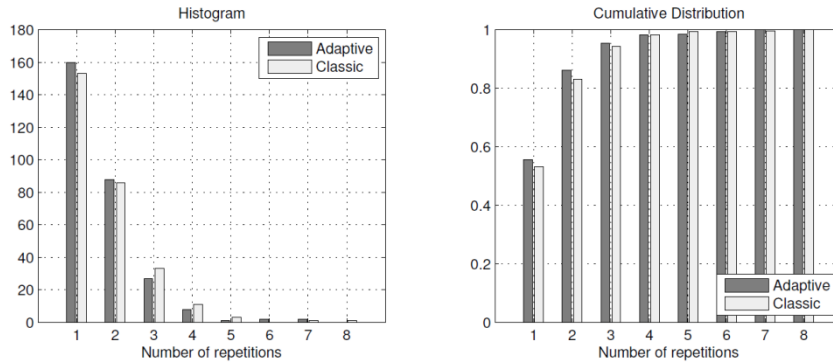 Histogram
180
160
140
120
100
80
60
40
20
0
Adaptive
Classic
1 2 3 4 5 6 7 8
Number of repetitions
Cumulative Distribution
1
0.8
0.6
0.4
0.2
0
Adaptive
Classic
1 2 3 4 5 6 7 8
Number of repetitions